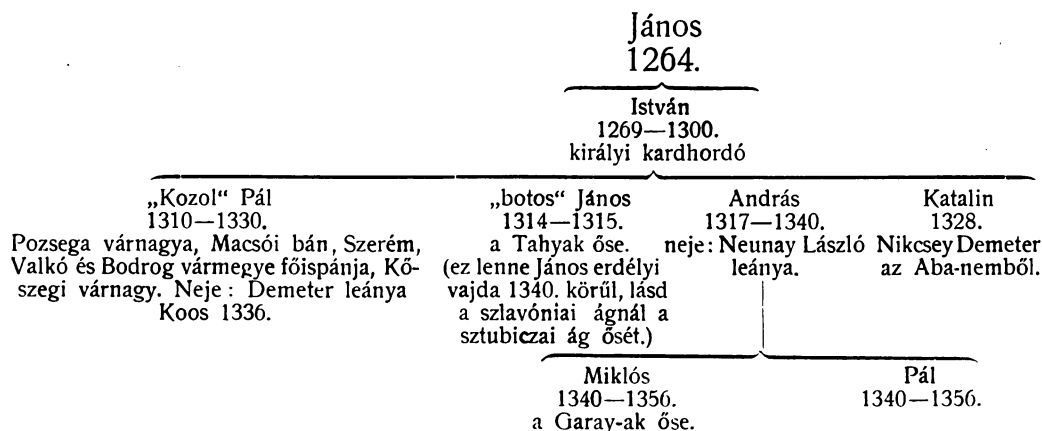 János
1264.
István
1269—1300.
királyi kardhordó
„Kozol“ Pál
1310—1330.
Pozsega várnagya, Macsói bán, Szerém,
Valkó és Bodrog vármegye főispánja, Kő-
szegi várnagy. Neje : Demeter leánya
Koos 1336.
„botos“ János
1314—1315.
a Tahyak őse.
(ez lenne János erdélyi
vajda 1340. körűl, lásd
a szlavóniai ágnál a
sztubiczai ág ősét.)
András
1317—1340.
neje: Neunay László
leánya.
Katalin
1328.
Nikcsey Demeter
az Aba-nemből.
Miklós
1340—1356.
a Garay-ak őse.
Pál
1340—1356.